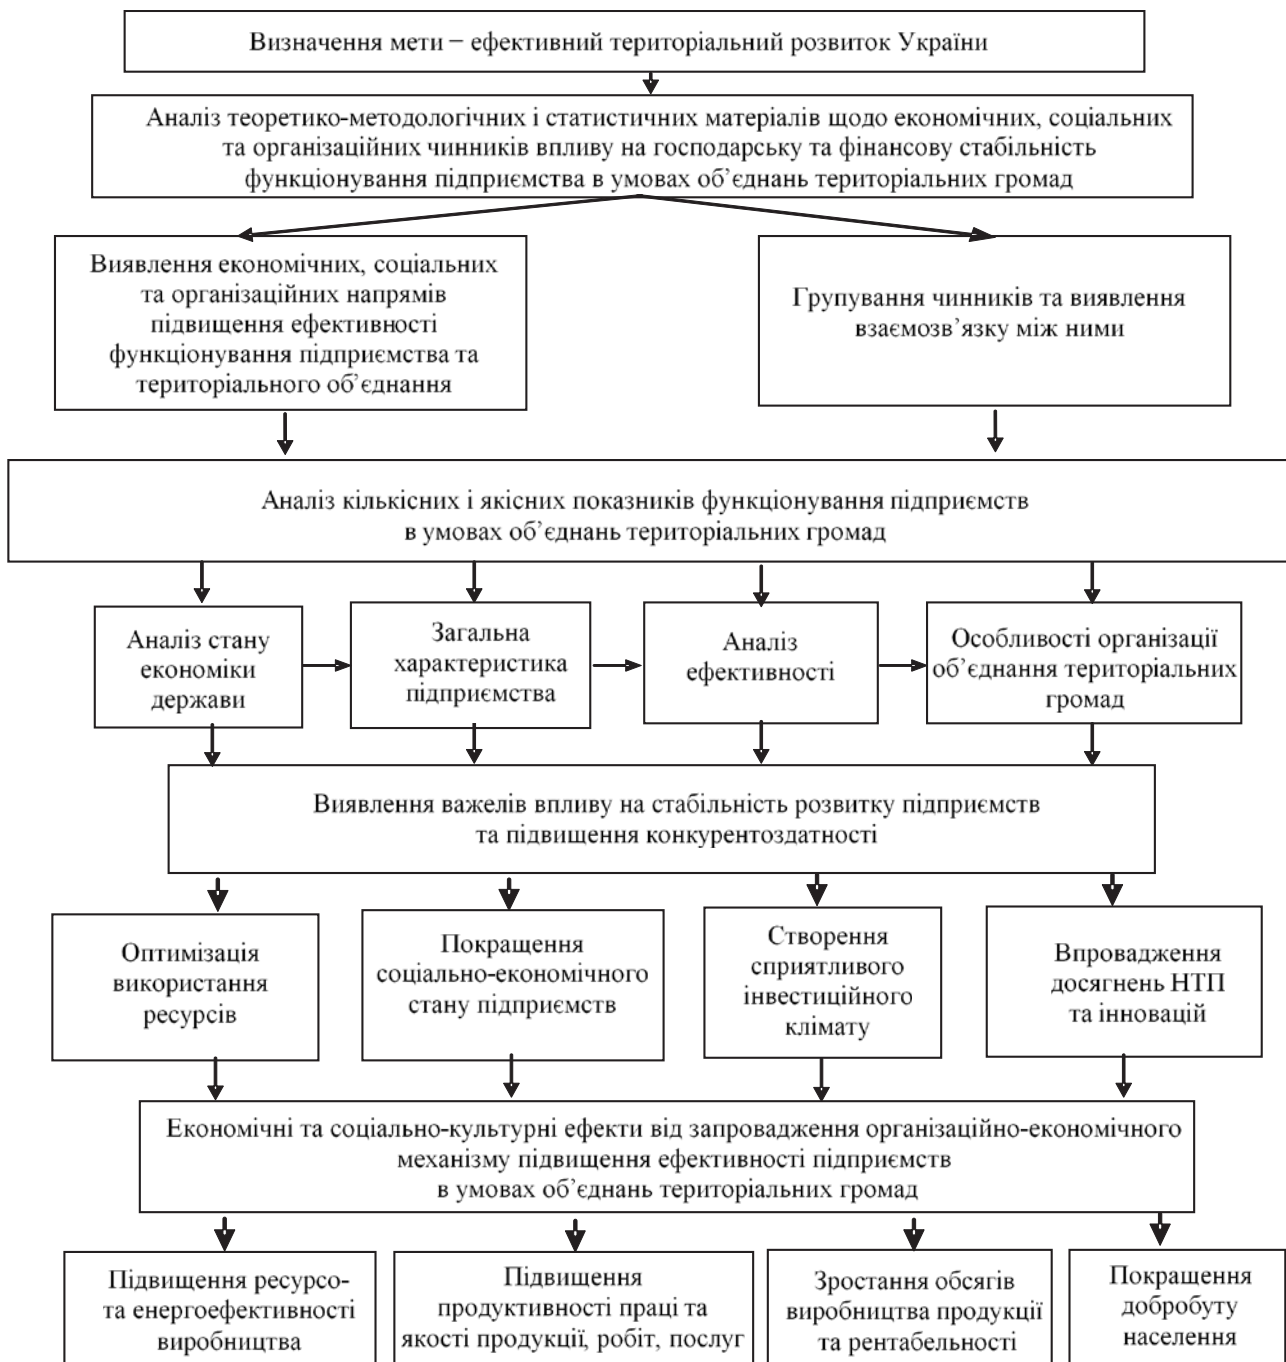 Визначення мети – ефективний територіальний розвиток України
Аналіз теоретико-методологічних і статистичних матеріалів щодо економічних, соціальних
та організаційних чинників впливу на господарську та фінансову стабільність
функціонування підприємства в умовах об’єднань територіальних громад
Виявлення економічних, соціальних
та організаційних напрямів
підвищення ефективності
функціонування підприємства та
територіального об’єднання
Групування чинників та виявлення
взаємозв’язку між ними
Аналіз кількісних і якісних показників функціонування підприємств
в умовах об’єднань територіальних громад
Аналіз стану
економіки
держави
Загальна
характеристика
підприємства
Аналіз
ефективності
Особливості організації
об’єднання територіальних
громад
Виявлення важелів впливу на стабільність розвитку підприємств
та підвищення конкурентоздатності
Оптимізація
використання
ресурсів
Покращення
соціально-економічного
стану підприємств
Створення
сприятливого
інвестиційного
клімату
Впровадження
досягнень НТП
та інновацій
Економічні та соціально-культурні ефекти від запровадження організаційно-економічного
механізму підвищення ефективності підприємств
в умовах об’єднань територіальних громад
Підвищення ресурсо-
та енергоефективності
виробництва
Підвищення
продуктивності праці та
якості продукції, робіт, послуг
Зростання обсягів
виробництва продукції
та рентабельності
Покращення
добробуту
населення